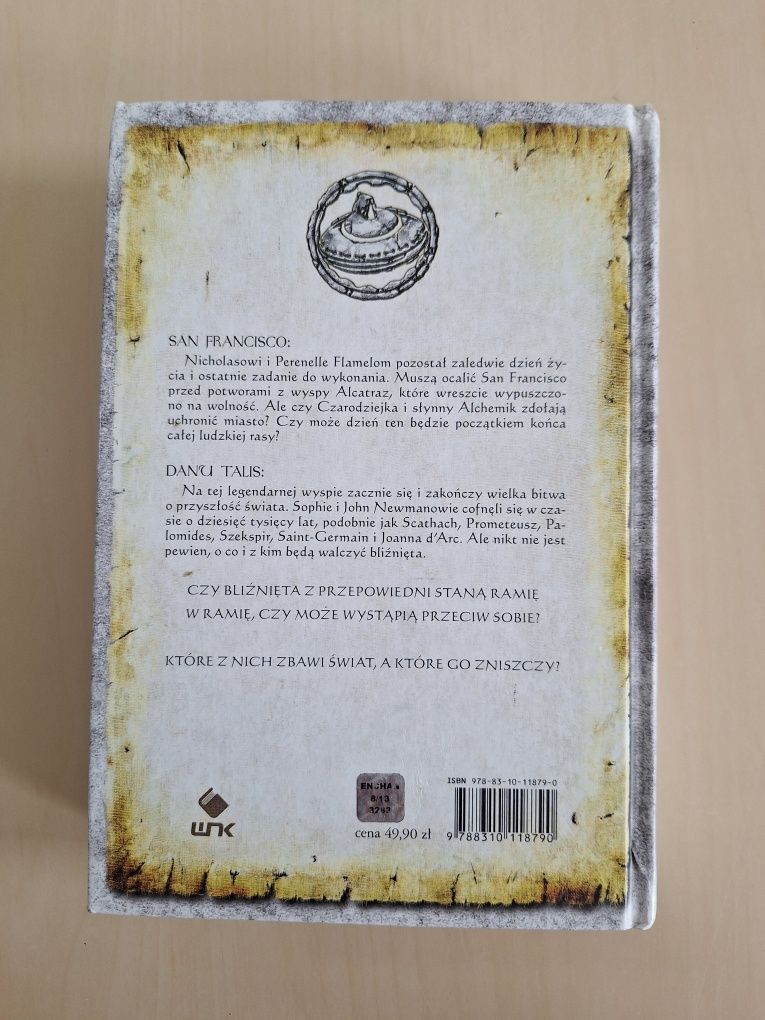 SAN FRANCISCO:
Nicholasowi i Perenelle Flamelom pozostał zaledwie dzień ży-
cia i ostatnie zadanie do wykonania. Muszą ocalić San Francisco
przed potworami z wyspy Alcatraz, które wreszcie wypuszczo-
no na wolność. Ale czy Czarodziejka i słynny Alchemik zdołają
uchronić miasto? Czy może dzień ten będzie początkiem końca
całej ludzkiej rasy?
DANU TALIS:
Na tej legendarnej wyspie zacznie się i zakończy wielka bitwa
o przyszłość świata. Sophie i John Newmanowie cofnęli się w cza-
sie o dziesięć tysięcy lat, podobnie jak Scathach, Prometeusz, Pa-
lomides, Szekspir, Saint-Germain i Joanna d'Arc. Ale nikt nie jest
pewien, o co i z kim będą walczyć bliźnięta.
CZY BLIŹNIĘTA Z PRZEPOWIEDNI STANĄ RAMIĘ
W RAMIĘ, CZY MOŻE WYSTĄPIĄ PRZECIW SOBIE?
KTÓRE Z NICH ZBAWI ŚWIAT, A KTÓRE GO ZNISZCZY?
ISBN 978-83-10-11879-0
8/13
3263
cena 49,90 zł
9 788310 118790